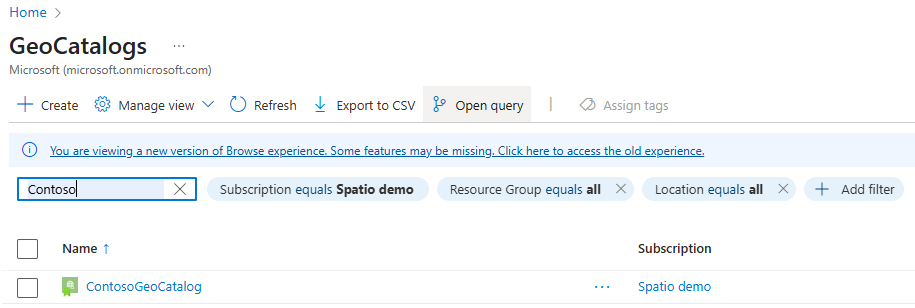 Home >
GeoCatalogs ...
Microsoft (microsoft.onmicrosoft.com)
+ Create Manage view Refresh Export to CSV Open query | Assign tags
You are viewing a new version of Browse experience. Some features may be missing. Click here to access the old experience.
Contoso Subscription equals Spatio demo Resource Group equals all Location equals all + Add filter
Name ↑ Subscription
ContosoGeoCatalog ... Spatio demo